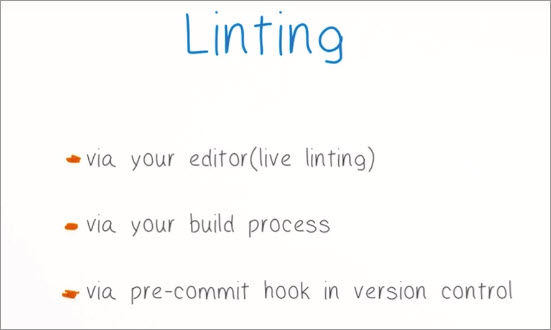 Linting
via your editor(live linting)
via your build process
via pre-commit hook in version control